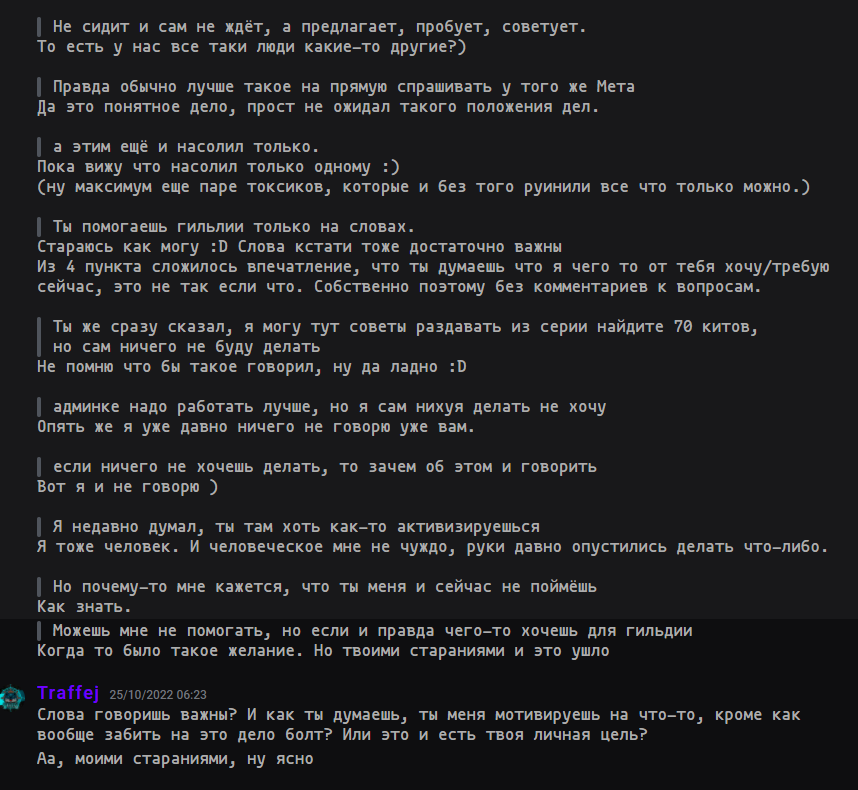 Не сидит и сам не ждёт, а предлагает, пробует, советует.
То есть у нас все таки люди какие-то другие?)
Правда обычно лучше такое на прямую спрашивать у того же Мета
Да это понятное дело, прост не ожидал такого положения дел.
а этим ещё и насолил только.
Пока вижу что насолил только одному :)
(ну максимум еще паре токсиков, которые и без того руинили все что только можно.)
Ты помогаешь гильлии только на словах.
Стараюсь как могу :D Слова кстати тоже достаточно важны
Из 4 пункта сложилось впечатление, что ты думаешь что я чего то от тебя хочу/требую
сейчас, это не так если что. Собственно поэтому без комментариев к вопросам.
Ты же сразу сказал, я могу тут советы раздавать из серии найдите 70 китов,
но сам ничего не буду делать
Не помню что бы такое говорил, ну да ладно :D
админке надо работать лучше, но я сам нихуя делать не хочу
Опять же я уже давно ничего не говорю уже вам.
если ничего не хочешь делать, то зачем об этом и говорить
Вот я и не говорю )
Я недавно думал, ты там хоть как-то активизируешься
Я тоже человек. И человеческое мне не чуждо, руки давно опустились делать что-либо.
Но почему-то мне кажется, что ты меня и сейчас не поймёшь
Как знать.
Можешь мне не помогать, но если и правда чего-то хочешь для гильдии
Когда то было такое желание. Но твоими стараниями и это ушло
Traffej 25/10/2022 06:23
Слова говоришь важны? И как ты думаешь, ты меня мотивируешь на что-то, кроме как
вообще забить на это дело болт? Или это и есть твоя личная цель?
Аа, моими стараниями, ну ясно